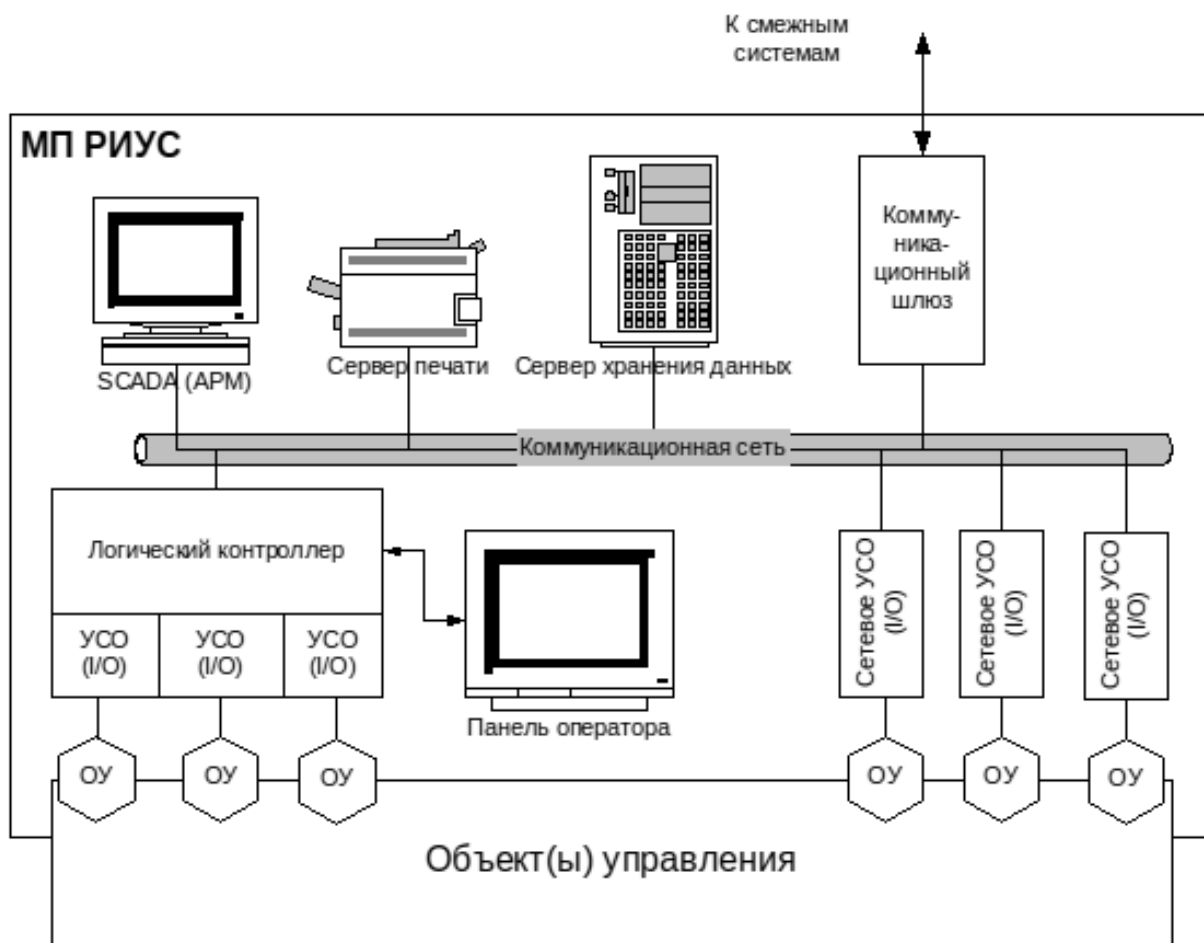 К смежным
системам
МП РИУС
Комму-
ника-
ционный
шлюз
Сервер печати
Сервер хранения данных
SCADA (АРМ)
Коммуникационная сеть
Логический контроллер
УСО
(I/O)
УСО
(I/O)
УСО
(I/O)
Панель оператора
Сетевое УСО
(I/O)
Сетевое УСО
(I/O)
Сетевое УСО
(I/O)
ОУ
ОУ
ОУ
ОУ
ОУ
ОУ
Объект(ы) управления